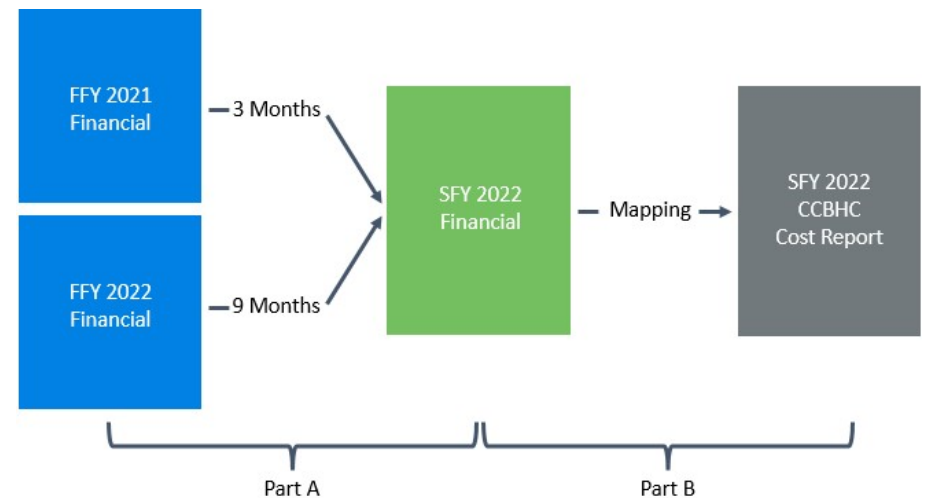 FFY 2021
Financial
3 Months
FFY 2022
Financial
9 Months
SFY 2022
Financial
Mapping
SFY 2022
CCBHC
Cost Report
Part A
Part B